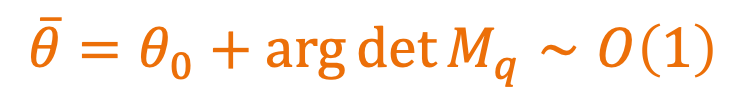 θ̄ = θ₀ + arg det M_q ~ O(1)